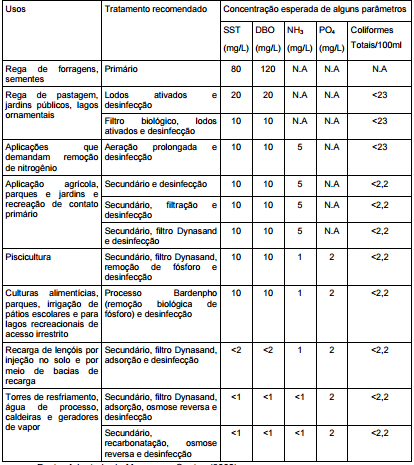 Usos
Tratamento recomendado
Concentração esperada de alguns parâmetros
SST (mg/L)
DBO (mg/L)
NH₃ (mg/L)
PO₄ (mg/L)
Coliformes Totais/100ml
Rega de forragens,
sementes
Primário
80 120 N.A N.A N.A
Rega de pastagem,
jardins públicos, lagos
ornamentais
Lodos ativados e
desinfecção
20 20 N.A N.A <23
Filtro biológico, lodos
ativados e desinfecção
10 10 N.A N.A <23
Aplicações que
demandam remoção
de nitrogênio
Aeração prolongada e
desinfecção
10 10 5 N.A <23
Aplicação agrícola,
parques e jardins e
recreação de contato
primário
Secundário e desinfecção
10 10 5 N.A <2,2
Secundário, filtração e
desinfecção
10 10 5 N.A <2,2
Secundário, filtro Dynasand
e desinfecção
10 10 5 N.A <2,2
Piscicultura
Secundário, filtro Dynasand,
remoção de fósforo e
desinfecção
10 10 1 2 <2,2
Culturas alimentícias,
parques, irrigação de
pátios escolares e para
lagos recreacionais de
acesso irrestrito
Processo Bardenpho
(remoção biológica de
fósforo) e desinfecção
10 10 1 2 <2,2
Recarga de lençóis por
injeção no solo e por
meio de bacias de
recarga
Secundário, filtro Dynasand,
adsorção e desinfecção
<2 <2 1 2 <2,2
Torres de resfriamento,
água de processo,
caldeiras e geradores
de vapor
Secundário, filtro Dynasand,
adsorção, osmose reversa e
desinfecção
<1 <1 <1 2 <2,2
Secundário,
recarbonatação, osmose
reversa e desinfecção
<1 <1 <1 2 <2,2